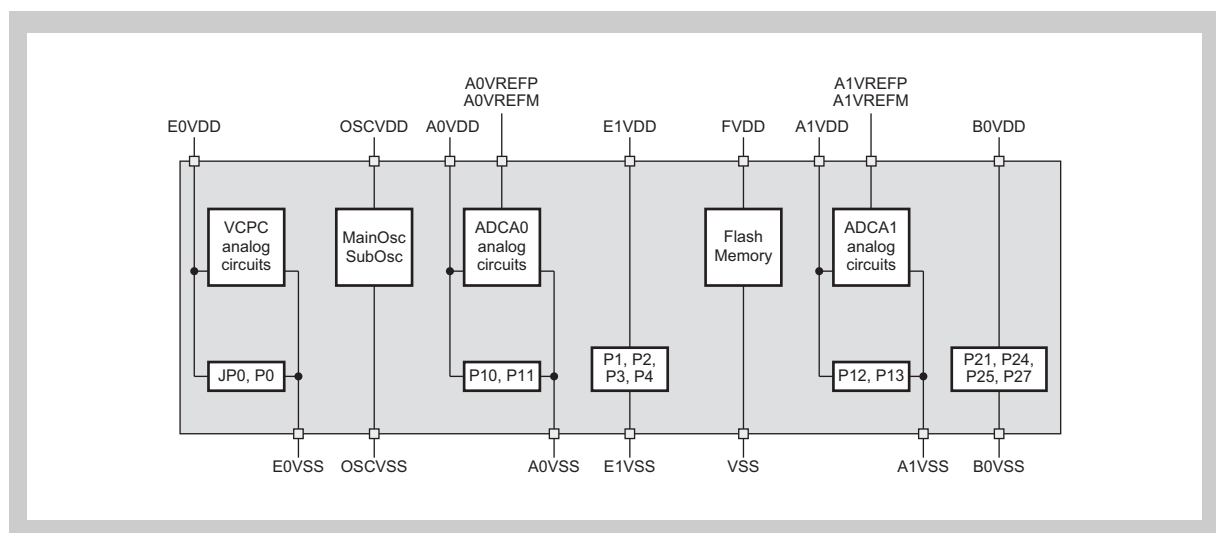 A0VREFP
A0VREFM
A1VREFP
A1VREFM
E0VDD
OSCVDD
A0VDD
E1VDD
FVDD
A1VDD
B0VDD
VCPC
analog
circuits
MainOsc
SubOsc
ADCA0
analog
circuits
Flash
Memory
ADCA1
analog
circuits
JP0, P0
P10, P11
P1, P2,
P3, P4
P12, P13
P21, P24,
P25, P27
E0VSS
OSCVSS
A0VSS
E1VSS
VSS
A1VSS
B0VSS